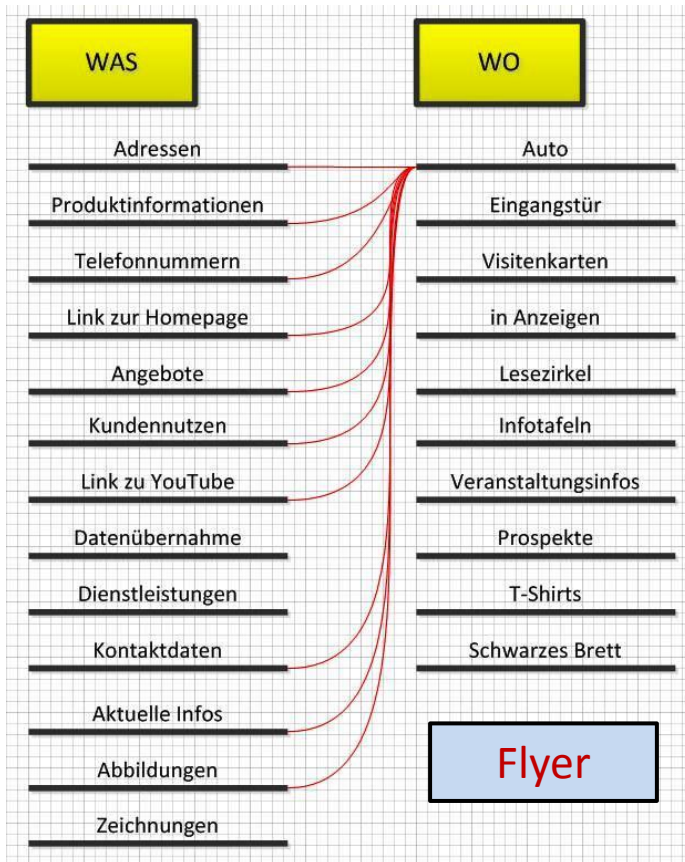 WAS
WO
Adressen
Auto
Produktinformationen
Eingangstür
Telefonnummern
Visitenkarten
Link zur Homepage
in Anzeigen
Angebote
Lesezirkel
Kundennutzen
Infotafeln
Link zu YouTube
Veranstaltungsinfos
Datenübernahme
Prospekte
Dienstleistungen
T-Shirts
Kontaktdaten
Schwarzes Brett
Aktuelle Infos
Flyer
Abbildungen
Zeichnungen